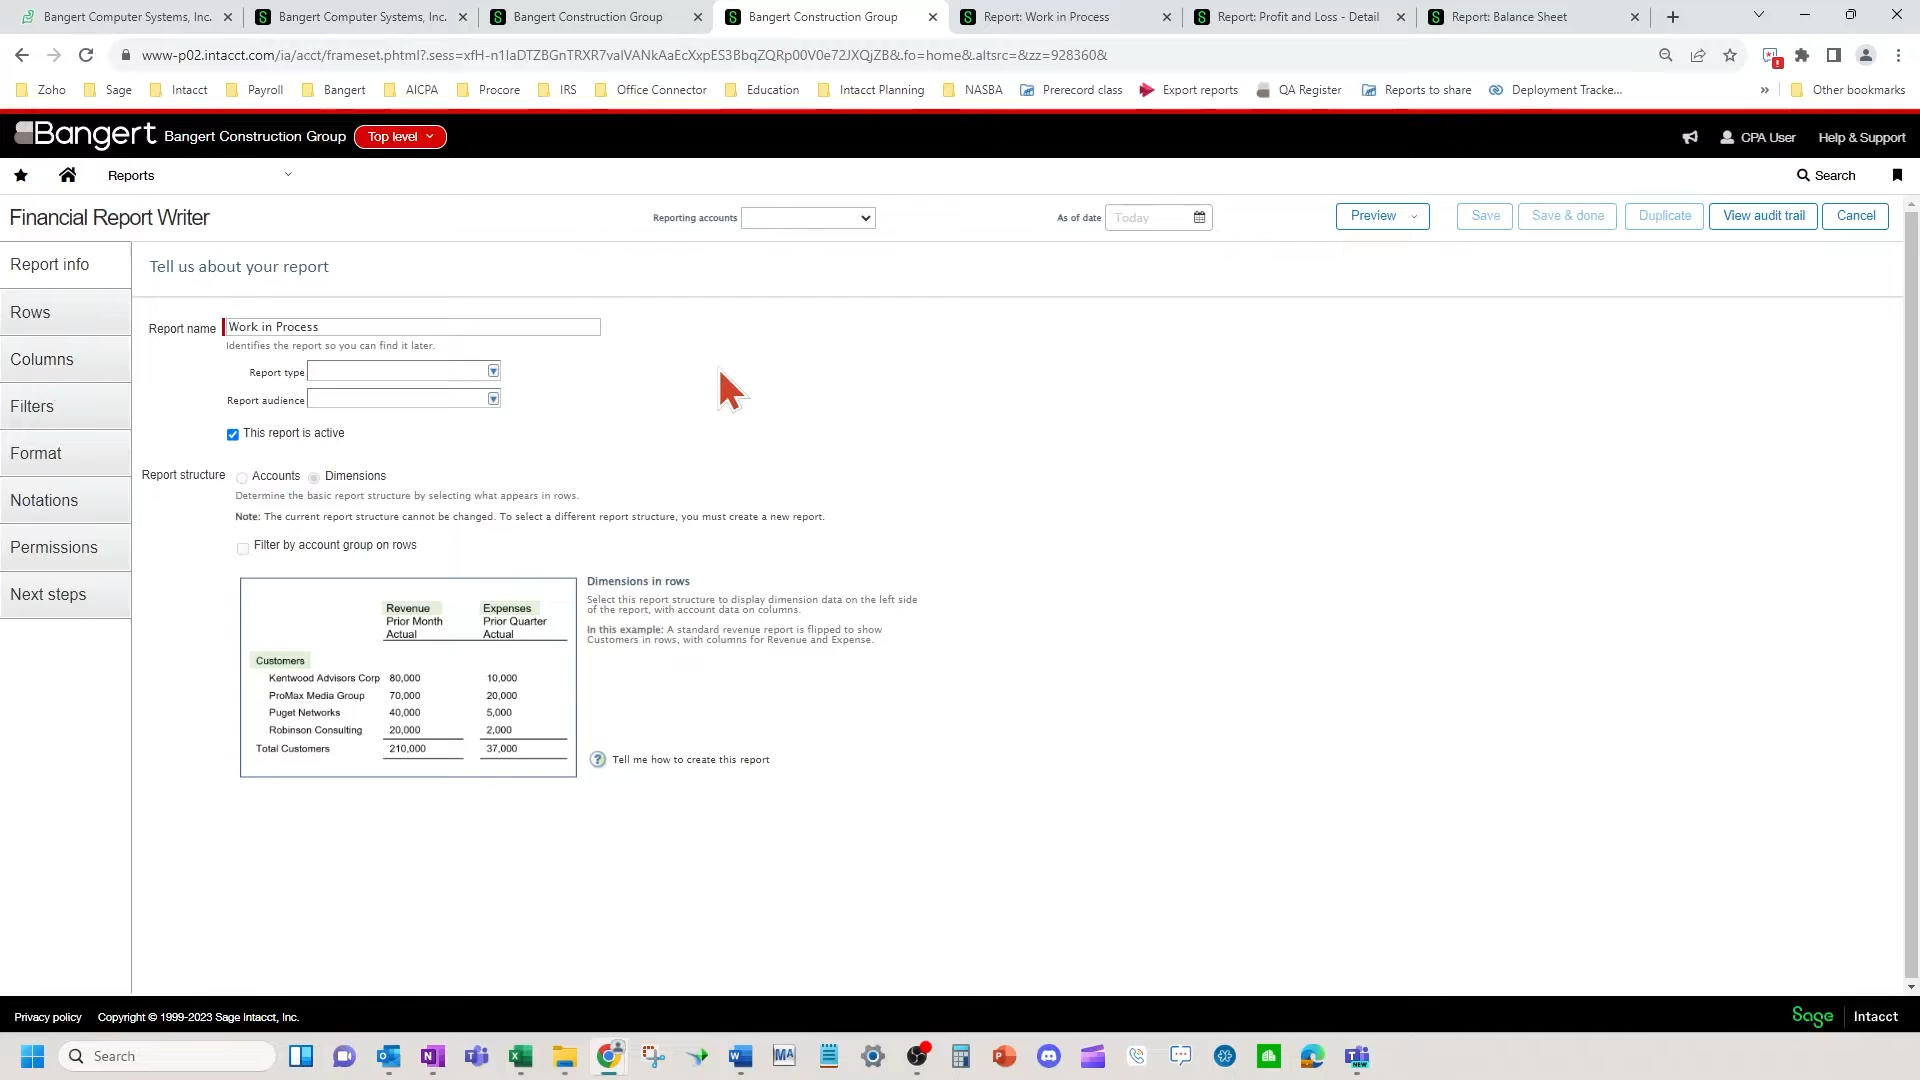 Bangert Computer Systems, Inc.
Bangert Computer Systems, Inc.
Bangert Construction Group
Bangert Construction Group
Report: Work in Process
Report: Profit and Loss - Detail
Report: Balance Sheet
www-p02.intacct.com/ia/acct/frameset.phtml?.sess=xfH-n1IaDTZBGnTRXR7vaIVANkAaEcXxpES3BbqZQRp00V0e72JXQjZB&.fo=home&.altsrc=&zz=928360&
Zoho
Sage
Intacct
Payroll
Bangert
AICPA
Procore
IRS
Office Connector
Education
Intacct Planning
NASBA
Prerecord class
Export reports
QA Register
Reports to share
Deployment Tracke...
»
Other bookmarks
Bangert
Bangert Construction Group
Top level
CPA User
Help & Support
Reports
Search
Financial Report Writer
Reporting accounts
As of date
Today
Preview
Save
Save & done
Duplicate
View audit trail
Cancel
Report info
Rows
Columns
Filters
Format
Notations
Permissions
Next steps
Tell us about your report
Report name
Work in Process
Identifies the report so you can find it later.
Report type
Report audience
This report is active
Report structure
Accounts
Dimensions
Determine the basic report structure by selecting what appears in rows.
Note: The current report structure cannot be changed. To select a different report structure, you must create a new report.
Filter by account group on rows
Revenue Expenses
Prior Month Prior Quarter
Actual Actual
Customers
Kentwood Advisors Corp 80,000 10,000
ProMax Media Group 70,000 20,000
Puget Networks 40,000 5,000
Robinson Consulting 20,000 2,000
Total Customers 210,000 37,000
Dimensions in rows
Select this report structure to display dimension data on the left side
of the report, with account data on columns.
In this example: A standard revenue report is flipped to show
Customers in rows, with columns for Revenue and Expense.
Tell me how to create this report
Privacy policy
Copyright © 1999-2023 Sage Intacct, Inc.
Sage
Intacct
Search
MA
NEW